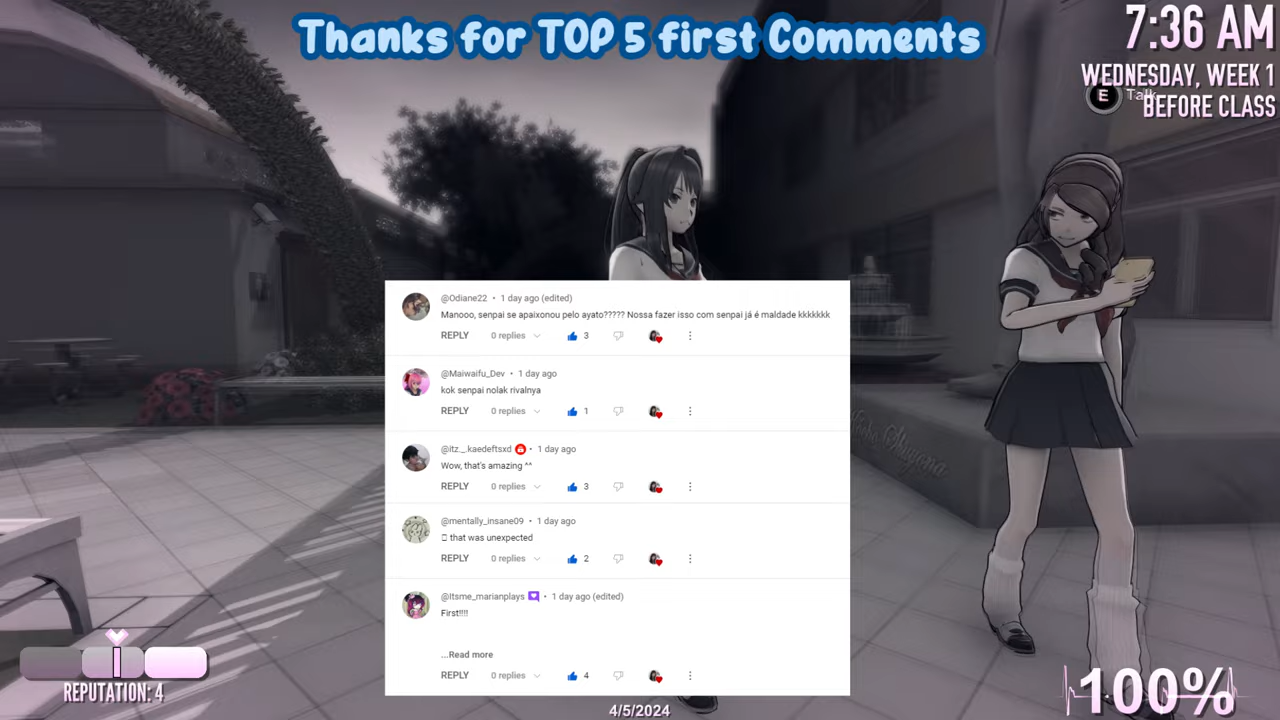 Thanks for TOP 5 first Comments
7:36 AM
WEDNESDAY, WEEK 1
E Talk
BEFORE CLASS
@Odiane22 • 1 day ago (edited)
Manooo, senpai se apaixonou pelo ayato????? Nossa fazer isso com senpai já é maldade kkkkkkk
REPLY 0 replies 3
@Maiwaifu_Dev • 1 day ago
kok senpai nolak rivalnya
REPLY 0 replies 1
@itz._.kaedeftsxd • 1 day ago
Wow, that's amazing ^^
REPLY 0 replies 3
@mentally_insane09 • 1 day ago
that was unexpected
REPLY 0 replies 2
@Itsme_marianplays • 1 day ago (edited)
First!!!!
...Read more
REPLY 0 replies 4
REPUTATION: 4
100%
4/5/2024